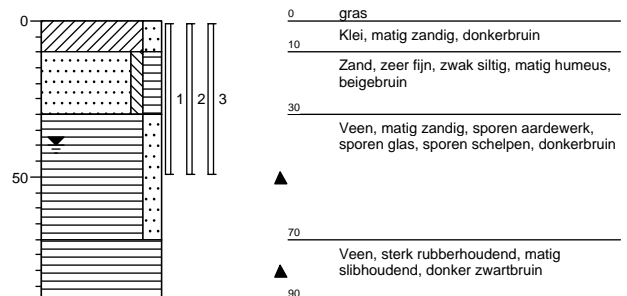 0
50
1 2 3
0 gras
Klei, matig zandig, donkerbruin
10
Zand, zeer fijn, zwak siltig, matig humeus,
beigebruin
30
Veen, matig zandig, sporen aardewerk,
sporen glas, sporen schelpen, donkerbruin
70
Veen, sterk rubberhoudend, matig
slibhoudend, donker zwartbruin
90